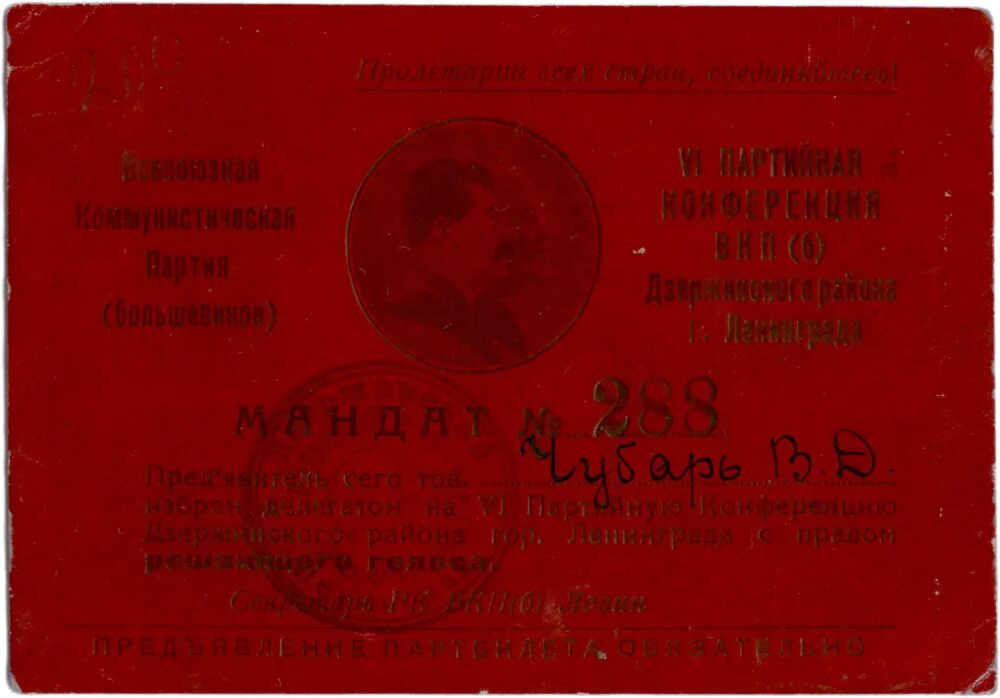 Пролетарии всех стран, соединяйтесь!
Всесоюзная
Коммунистическая
Партия
(большевиков)
VI ПАРТИЙНАЯ
КОНФЕРЕНЦИЯ
ВКП(б)
Дзержинского района
г. Ленинграда
МАНДАТ № 288
Пред'явитель сего тов. Чубарь В.Д.
избран делегатом на VI Партийную Конференцию
Дзержинского района гор. Ленинграда с правом
решающего голоса.
Секретарь РК ВКП(б) Левин
ПРЕДЪЯВЛЕНИЕ ПАРТБИЛЕТА ОБЯЗАТЕЛЬНО